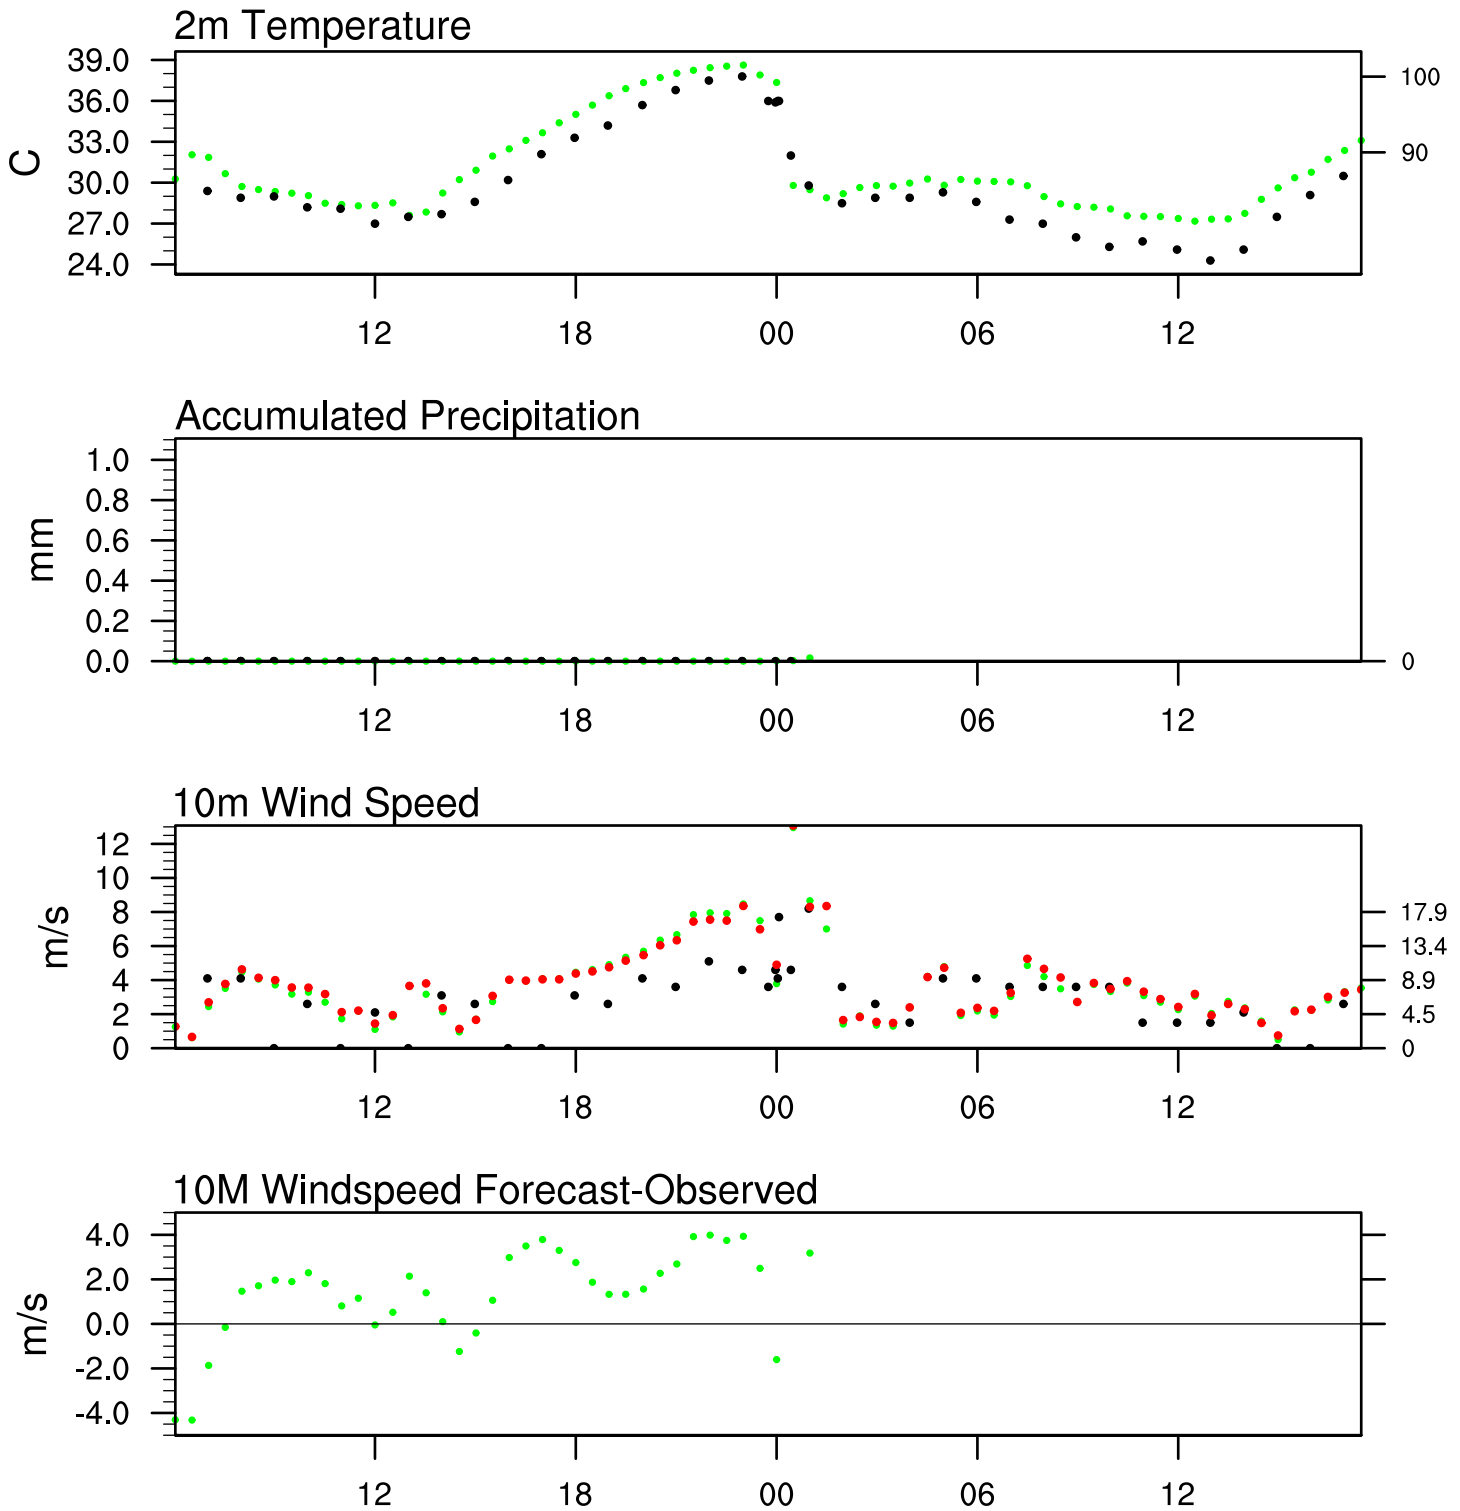 2m Temperature
39.0
36.0
33.0
30.0
27.0
24.0
C
100
90
12 18 00 06 12
Accumulated Precipitation
1.0
0.8
0.6
0.4
0.2
0.0
mm
0
12 18 00 06 12
10m Wind Speed
12
10
8
6
4
2
0
m/s
17.9
13.4
8.9
4.5
0
12 18 00 06 12
10M Windspeed Forecast-Observed
4.0
2.0
0.0
-2.0
-4.0
m/s
12 18 00 06 12